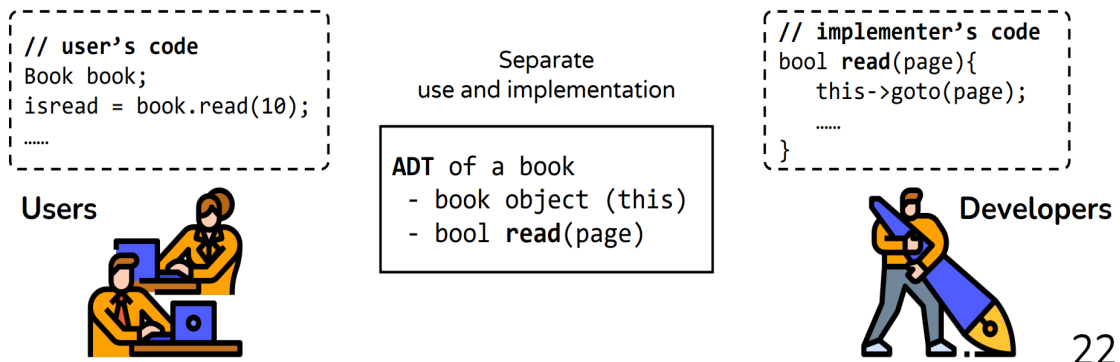 // user's code
Book book;
isread = book.read(10);
……
Users
Separate
use and implementation
ADT of a book
- book object (this)
- bool read(page)
// implementer's code
bool read(page){
this->goto(page);
……
}
Developers
22